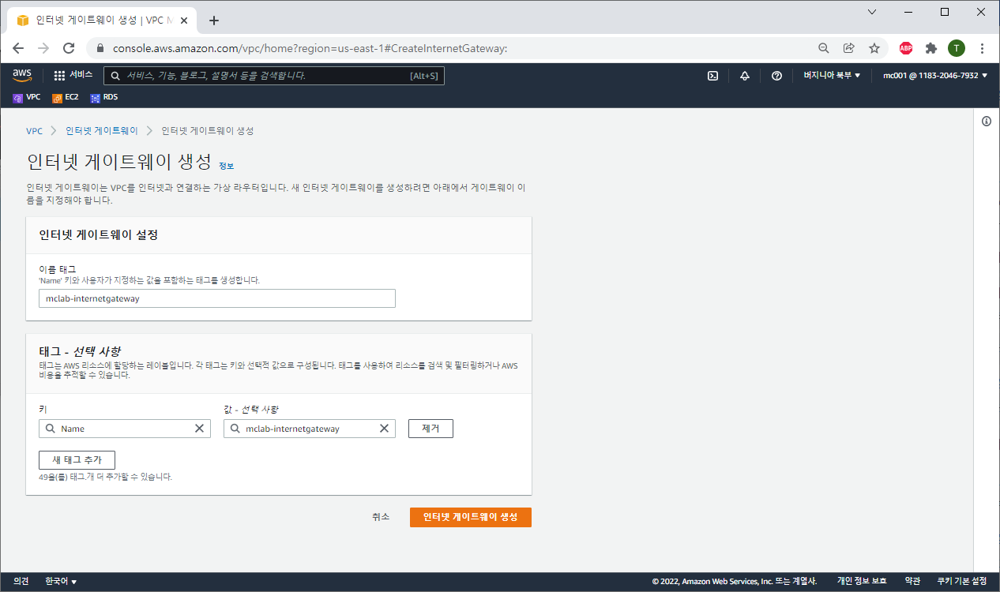 인터넷 게이트웨이 생성 | VPC M
console.aws.amazon.com/vpc/home?region=us-east-1#CreateInternetGateway:
ABP
T
aws
서비스
서비스, 기능, 블로그, 설명서 등을 검색합니다.
[Alt+S]
버지니아 북부
mc001 @ 1183-2046-7932
VPC
EC2
RDS
VPC
인터넷 게이트웨이
인터넷 게이트웨이 생성
인터넷 게이트웨이 생성 정보
인터넷 게이트웨이는 VPC를 인터넷과 연결하는 가상 라우터입니다. 새 인터넷 게이트웨이를 생성하려면 아래에서 게이트웨이 이
름을 지정해야 합니다.
인터넷 게이트웨이 설정
이름 태그
'Name' 키와 사용자가 지정하는 값을 포함하는 태그를 생성합니다.
mclab-internetgateway
태그 - 선택 사항
태그는 AWS 리소스에 할당하는 레이블입니다. 각 태그는 키와 선택적 값으로 구성됩니다. 태그를 사용하여 리소스를 검색 및 필터링하거나 AWS
비용을 추적할 수 있습니다.
키
값 - 선택 사항
Name
mclab-internetgateway
제거
새 태그 추가
49을(를) 태그.개 더 추가할 수 있습니다.
취소
인터넷 게이트웨이 생성
의견
한국어
© 2022, Amazon Web Services, Inc. 또는 계열사.
개인 정보 보호
약관
쿠키 기본 설정